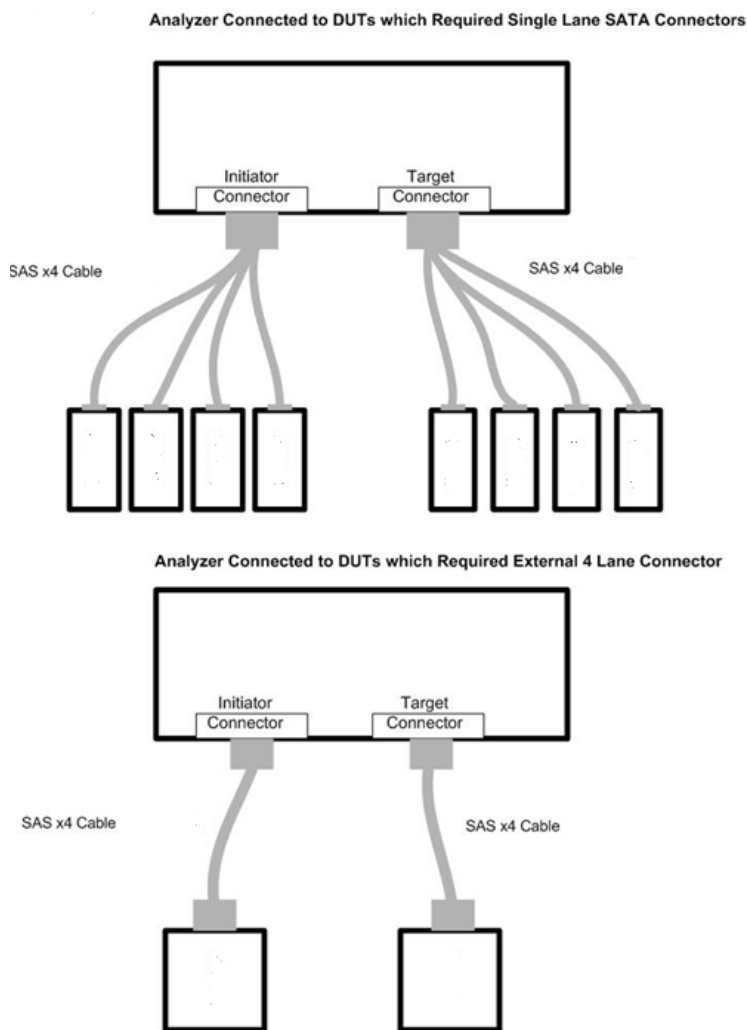 Analyzer Connected to DUTs which Required Single Lane SATA Connectors
Initiator
Connector
Target
Connector
SAS x4 Cable
SAS x4 Cable
Analyzer Connected to DUTs which Required External 4 Lane Connector
Initiator
Connector
Target
Connector
SAS x4 Cable
SAS x4 Cable